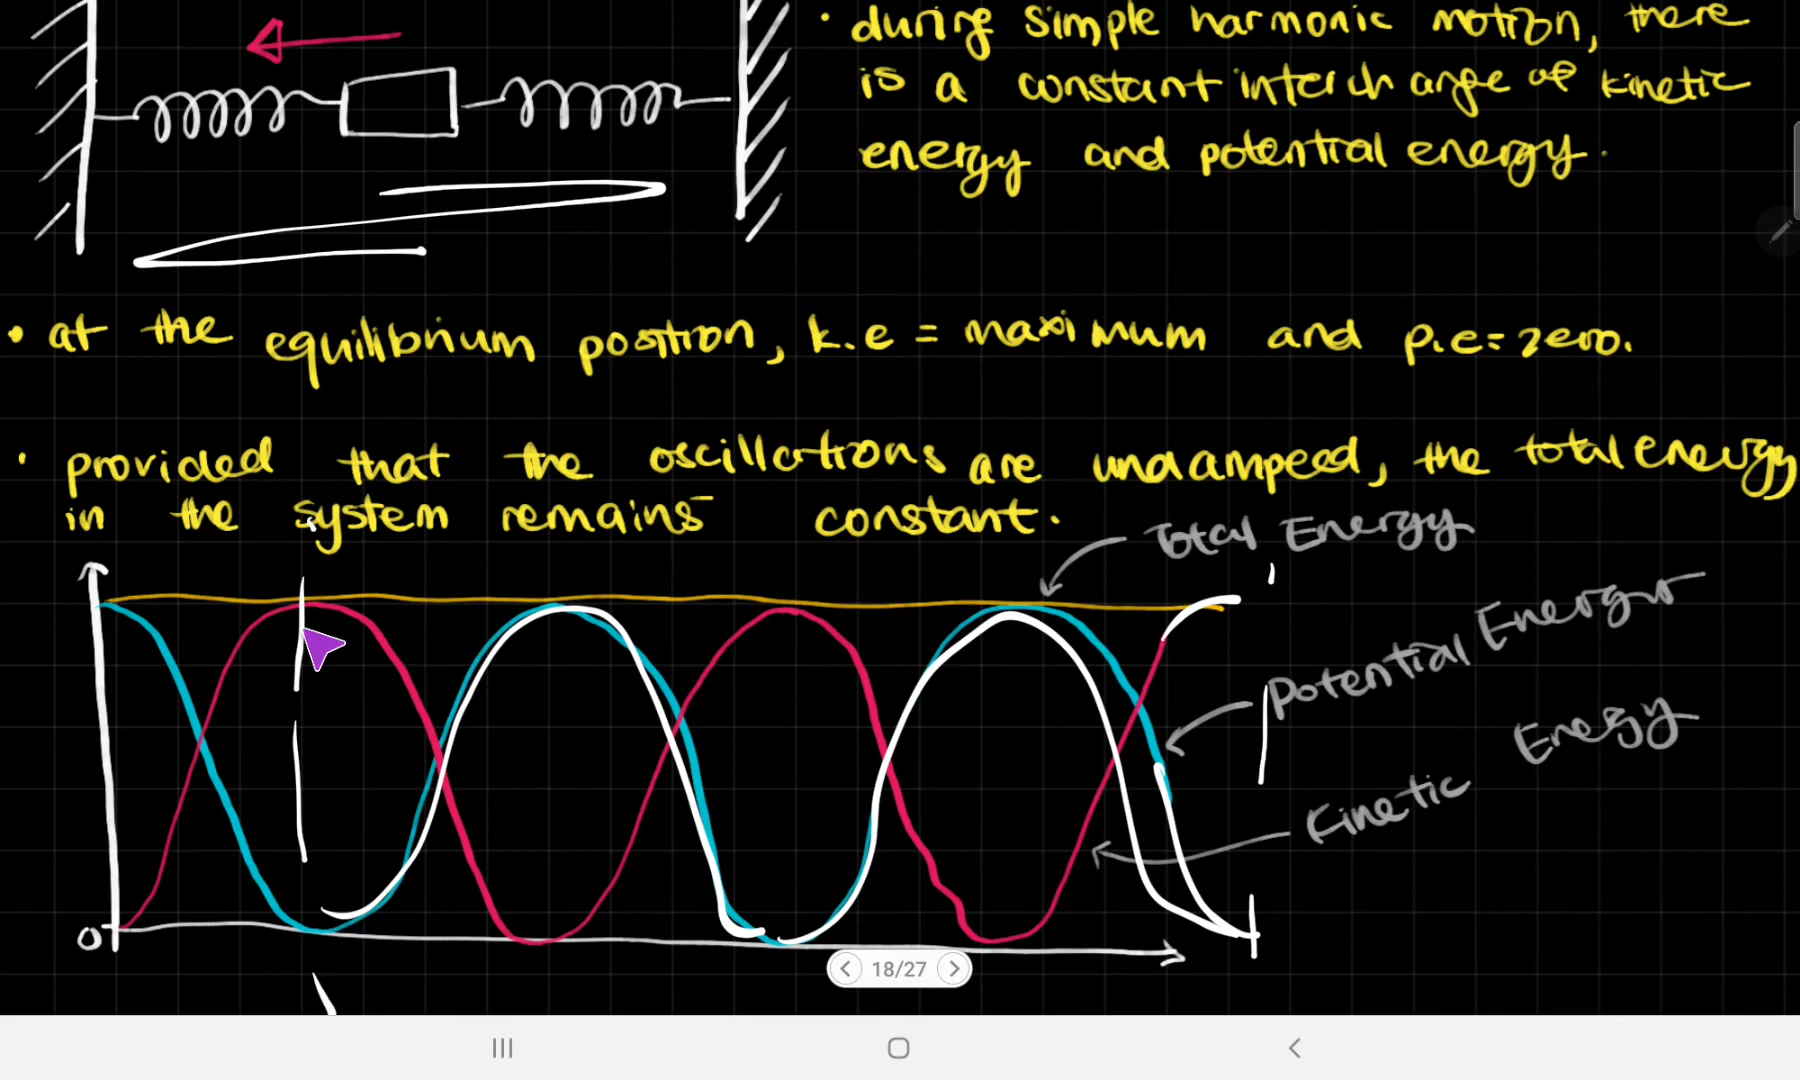 • during simple harmonic motion, there
is a constant interchange of kinetic
energy and potential energy.
• at the equilibrium position, k.e = maximum and p.e = zero.
• provided that the oscillations are undamped, the total energy
in the system remains constant.
Total Energy
Potential Energy
Kinetic Energy
0
18/27